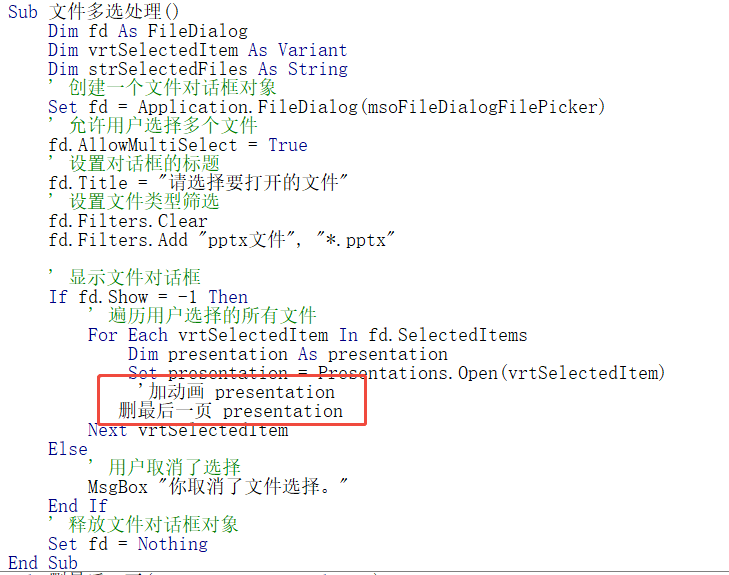 Sub 文件多选处理()
Dim fd As FileDialog
Dim vrtSelectedItem As Variant
Dim strSelectedFiles As String
' 创建一个文件对话框对象
Set fd = Application.FileDialog(msoFileDialogFilePicker)
' 允许用户选择多个文件
fd.AllowMultiSelect = True
' 设置对话框的标题
fd.Title = "请选择要打开的文件"
' 设置文件类型筛选
fd.Filters.Clear
fd.Filters.Add "pptx文件", "*.pptx"
' 显示文件对话框
If fd.Show = -1 Then
' 遍历用户选择的所有文件
For Each vrtSelectedItem In fd.SelectedItems
Dim presentation As presentation
Set presentation = Presentations.Open(vrtSelectedItem)
'加动画 presentation
删最后一页 presentation
Next vrtSelectedItem
Else
' 用户取消了选择
MsgBox "你取消了文件选择。"
End If
' 释放文件对话框对象
Set fd = Nothing
End Sub